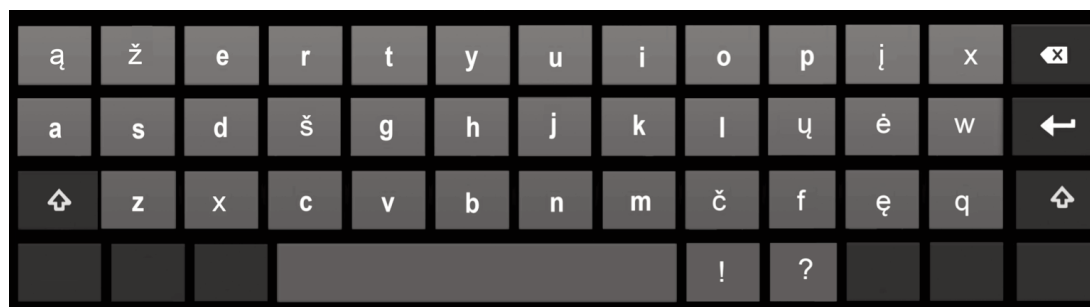 ą ž e r t y u i o p į x
a s d š g h j k l ų ė w
z x c v b n m č f ę q
! ?